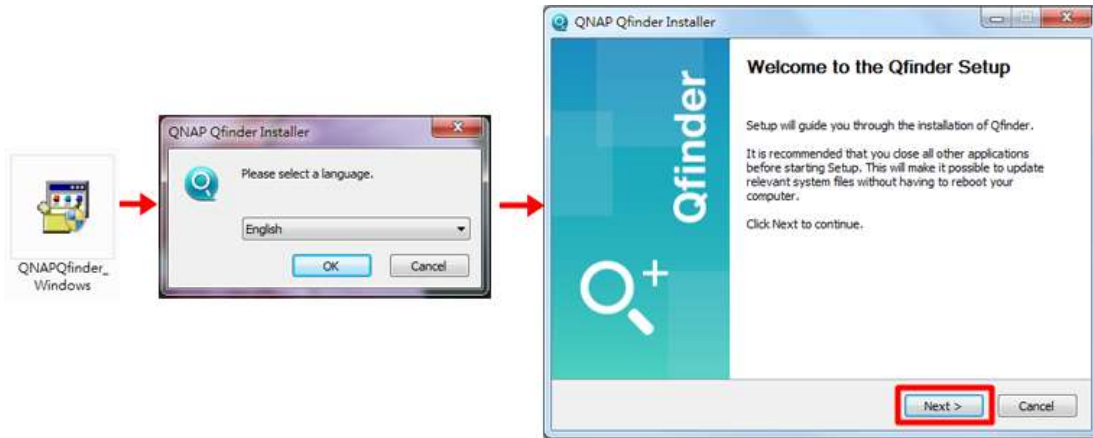 QNAPQfinder_
Windows
QNAP Qfinder Installer
Please select a language.
English
OK
Cancel
QNAP Qfinder Installer
Qfinder
Welcome to the Qfinder Setup
Setup will guide you through the installation of Qfinder.
It is recommended that you close all other applications
before starting Setup. This will make it possible to update
relevant system files without having to reboot your
computer.
Click Next to continue.
Next >
Cancel